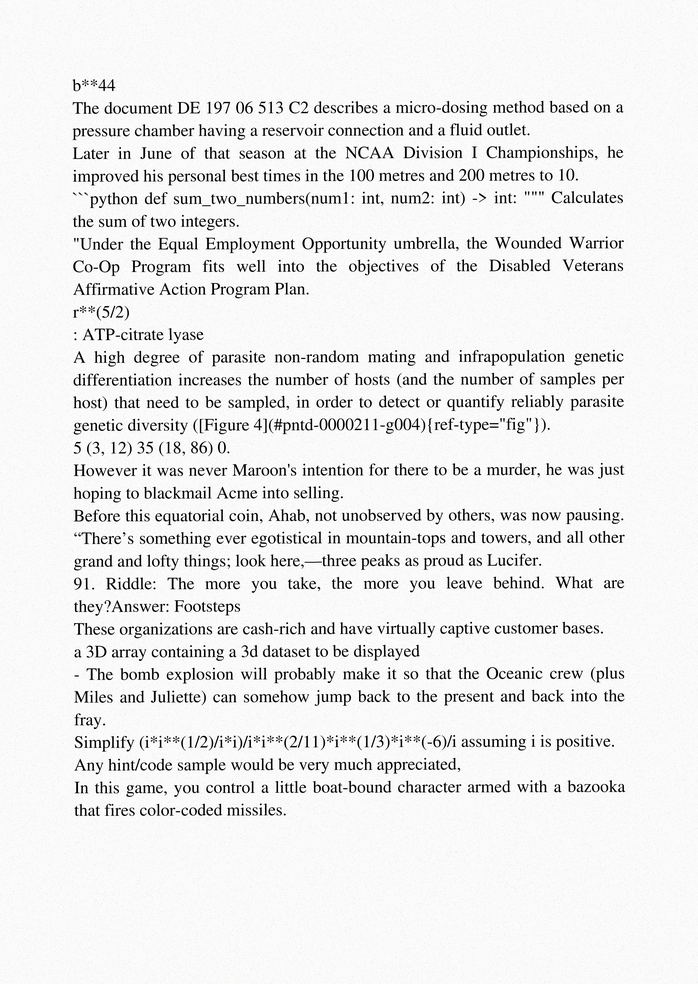 b**44
The document DE 197 06 513 C2 describes a micro-dosing method based on a
pressure chamber having a reservoir connection and a fluid outlet.
Later in June of that season at the NCAA Division I Championships, he
improved his personal best times in the 100 metres and 200 metres to 10.
```python def sum_two_numbers(num1: int, num2: int) -> int: """ Calculates
the sum of two integers.
"Under the Equal Employment Opportunity umbrella, the Wounded Warrior
Co-Op Program fits well into the objectives of the Disabled Veterans
Affirmative Action Program Plan.
r**(5/2)
: ATP-citrate lyase
A high degree of parasite non-random mating and infrapopulation genetic
differentiation increases the number of hosts (and the number of samples per
host) that need to be sampled, in order to detect or quantify reliably parasite
genetic diversity ([Figure 4](#pntd-0000211-g004){ref-type="fig"}).
5 (3, 12) 35 (18, 86) 0.
However it was never Maroon's intention for there to be a murder, he was just
hoping to blackmail Acme into selling.
Before this equatorial coin, Ahab, not unobserved by others, was now pausing.
“There’s something ever egotistical in mountain-tops and towers, and all other
grand and lofty things; look here,—three peaks as proud as Lucifer.
91. Riddle: The more you take, the more you leave behind. What are
they?Answer: Footsteps
These organizations are cash-rich and have virtually captive customer bases.
a 3D array containing a 3d dataset to be displayed
- The bomb explosion will probably make it so that the Oceanic crew (plus
Miles and Juliette) can somehow jump back to the present and back into the
fray.
Simplify (i*i**(1/2)/i*i)/i*i**(2/11)*i**(1/3)*i**(-6)/i assuming i is positive.
Any hint/code sample would be very much appreciated,
In this game, you control a little boat-bound character armed with a bazooka
that fires color-coded missiles.